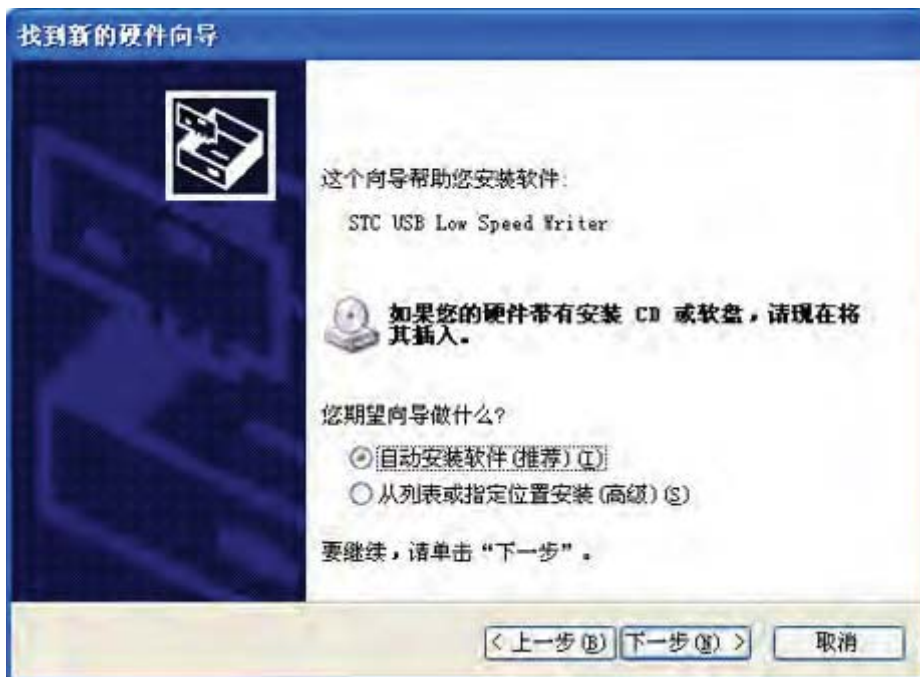 找到新的硬件向导
这个向导帮助您安装软件:
STC USB Low Speed Writer
如果您的硬件带有安装 CD 或软盘，请现在将
其插入。
您期望向导做什么?
自动安装软件(推荐)(I)
从列表或指定位置安装(高级)(S)
要继续，请单击“下一步”。
< 上一步(B)
下一步(N) >
取消